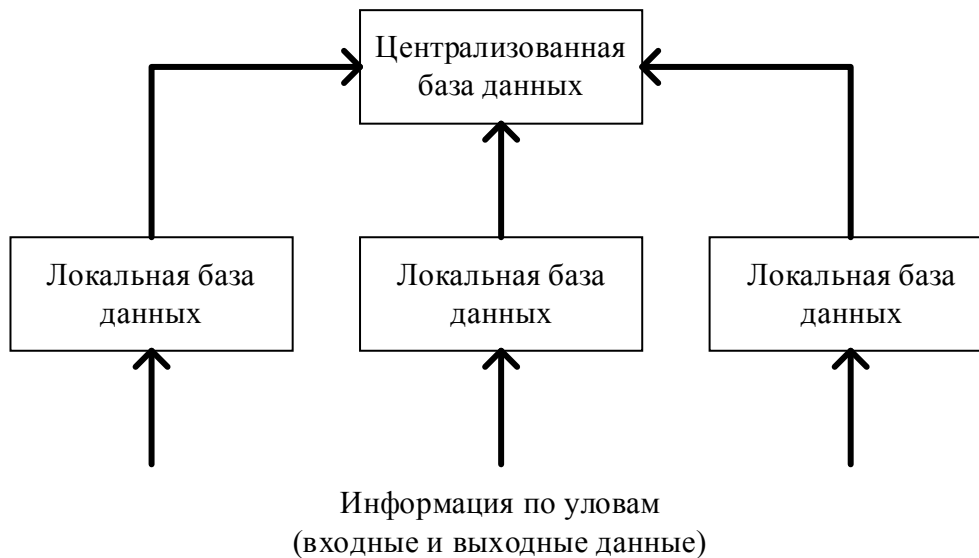 Централизованная
база данных
Локальная база
данных
Локальная база
данных
Локальная база
данных
Информация по уловам
(входные и выходные данные)